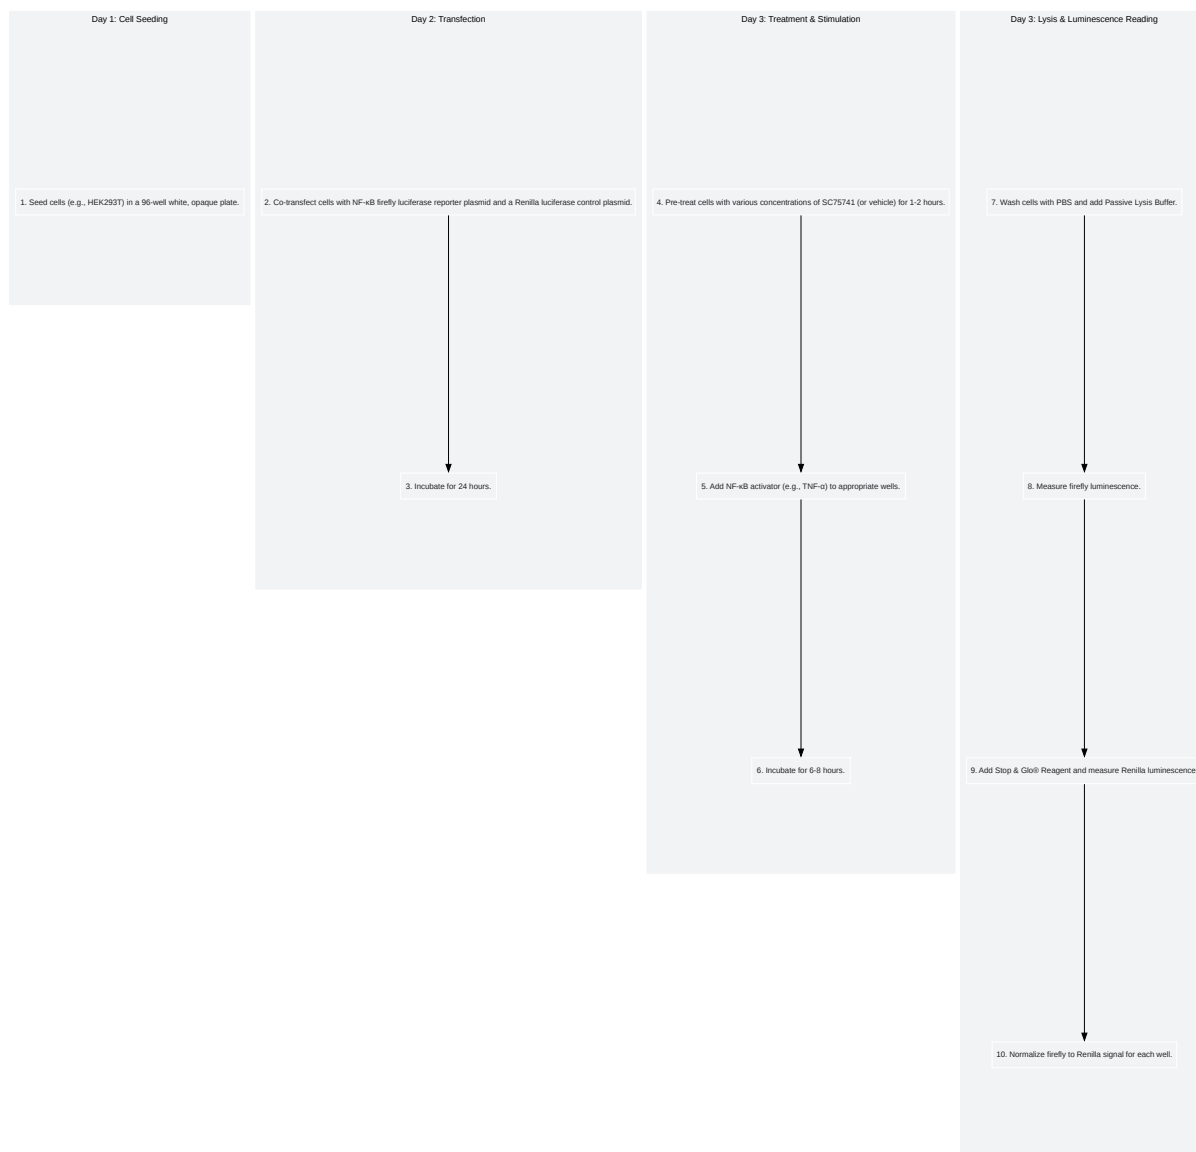 Day 1: Cell Seeding
1. Seed cells (e.g., HEK293T) in a 96-well white, opaque plate.
Day 2: Transfection
2. Co-transfect cells with NF-κB firefly luciferase reporter plasmid and a Renilla luciferase control plasmid.
3. Incubate for 24 hours.
Day 3: Treatment & Stimulation
4. Pre-treat cells with various concentrations of SC75741 (or vehicle) for 1-2 hours.
5. Add NF-κB activator (e.g., TNF-α) to appropriate wells.
6. Incubate for 6-8 hours.
Day 3: Lysis & Luminescence Reading
7. Wash cells with PBS and add Passive Lysis Buffer.
8. Measure firefly luminescence.
9. Add Stop & Glo® Reagent and measure Renilla luminescence
10. Normalize firefly to Renilla signal for each well.